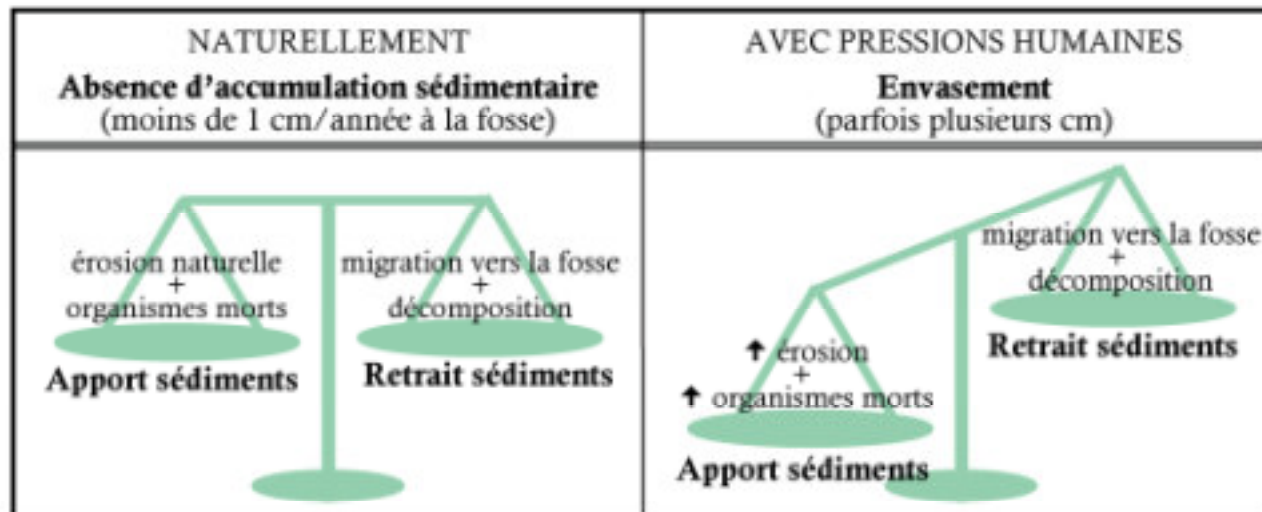 NATURELLEMENT
Absence d'accumulation sédimentaire
(moins de 1 cm/année à la fosse)
AVEC PRESSIONS HUMAINES
Envasement
(parfois plusieurs cm)
érosion naturelle
+
organismes morts
Apport sédiments
migration vers la fosse
+
décomposition
Retrait sédiments
↑ érosion
+
↑ organismes morts
Apport sédiments
migration vers la fosse
+
décomposition
Retrait sédiments